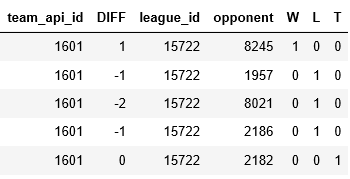 team_api_id DIFF league_id opponent W L T
1601 1 15722 8245 1 0 0
1601 -1 15722 1957 0 1 0
1601 -2 15722 8021 0 1 0
1601 -1 15722 2186 0 1 0
1601 0 15722 2182 0 0 1